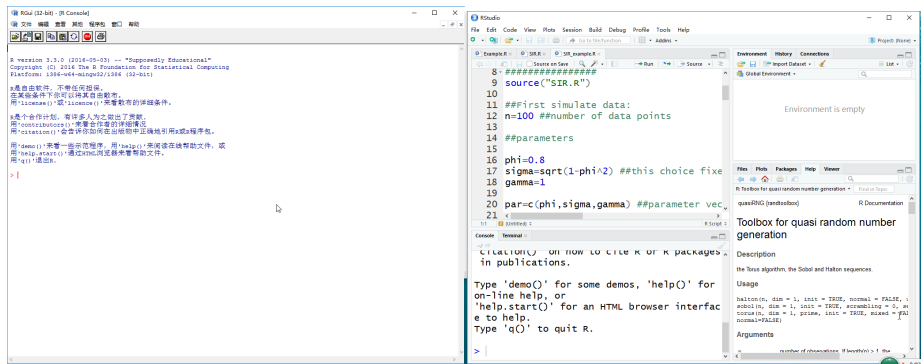 RGui (32-bit) - [R Console]
文件 编辑 查看 其他 程序包 窗口 帮助
R version 3.3.0 (2016-05-03) -- "Supposedly Educational"
Copyright (C) 2016 The R Foundation for Statistical Computing
Platform: i386-w64-mingw32/i386 (32-bit)
R是自由软件，不带任何担保。
在某些条件下你可以将其自由散布。
用'license()'或'licence()'来看散布的详细条件。
R是个合作计划，有许多人为之做出了贡献.
用'contributors()'来看合作者的详细情况
用'citation()'会告诉你如何在出版物中正确地引用R或R程序包。
用'demo()'来看一些示范程序，用'help()'来阅读在线帮助文件，或
用'help.start()'通过HTML浏览器来看帮助文件。
用'q()'退出R.
>
RStudio
File Edit Code View Plots Session Build Debug Profile Tools Help
Go to file/function Addins
Project: (None)
Example.R SIR.R SIR_example.R
Source on Save Run Source
8 ################
9 source("SIR.R")
10
11 ##First simulate data:
12 n=100 ##number of data points
13
14 ##parameters
15
16 phi=0.8
17 sigma=sqrt(1-phi^2) ##this choice fixe
18 gamma=1
19
20 par=c(phi,sigma,gamma) ##parameter vec
21
1:1 (Untitled) R Script
Console Terminal
citation() on how to cite R or R packages
in publications.
Type 'demo()' for some demos, 'help()' for
on-line help, or
'help.start()' for an HTML browser interfac
e to help.
Type 'q()' to quit R.
>
Environment History Connections
Import Dataset List
Global Environment
Environment is empty
Files Plots Packages Help Viewer
R: Toolbox for quasi random number generation Find in Topic
quasiRNG {randtoolbox} R Documentation
Toolbox for quasi random number
generation
Description
the Torus algorithm, the Sobol and Halton sequences.
Usage
halton(n, dim = 1, init = TRUE, normal = FALSE,
sobol(n, dim = 1, init = TRUE, scrambling = 0,
torus(n, dim = 1, prime, init = TRUE, mixed =
normal=FALSE)
Arguments
number of observations. If length(n) > 1, the